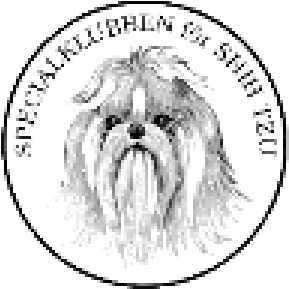 SPECIALKLUBBEN för SHIH TZU